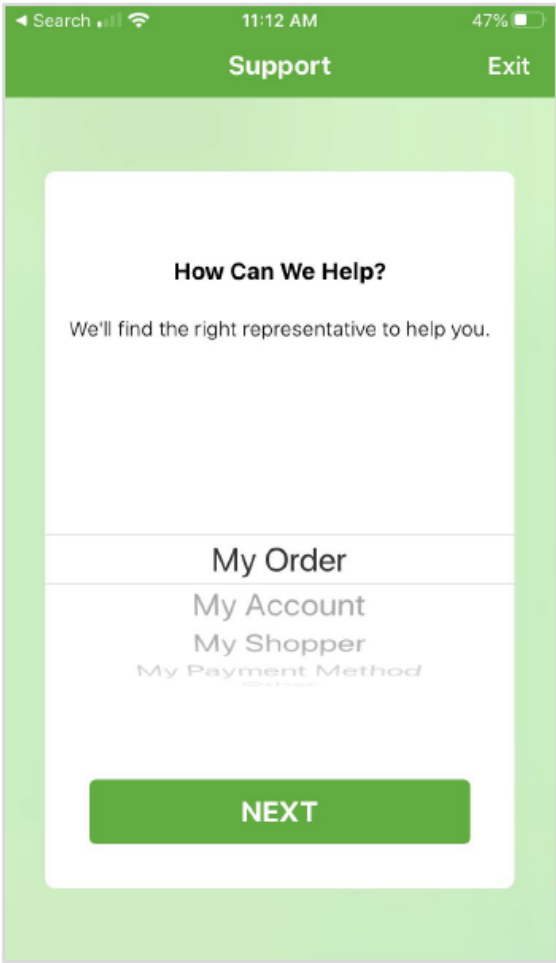 ◀ Search 11:12 AM 47%
Support Exit
How Can We Help?
We'll find the right representative to help you.
My Order
My Account
My Shopper
My Payment Method
NEXT